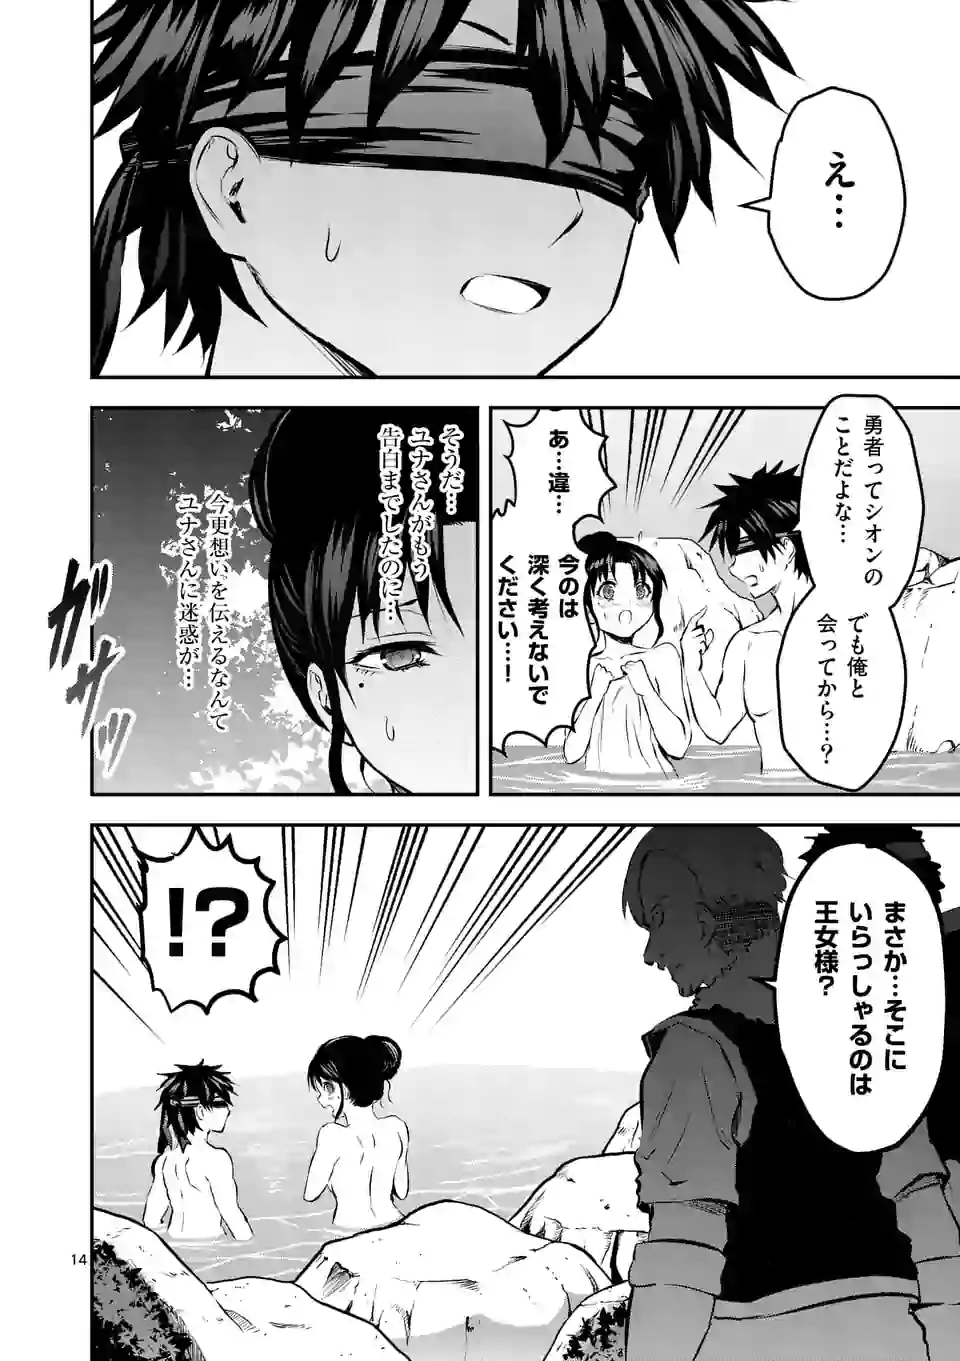 え…
勇者ってシオンの
ことだよな…
でも俺と
会ってから…？
あ…違…
今のは
深く考えないで
ください…！
そうだ…
ユナさんがもう
告白までしたのに…
今更想いを伝えるなんて
ユナさんに迷惑が…
ガサッ
まさか…そこに
いらっしゃるのは
王女様？
!?
14